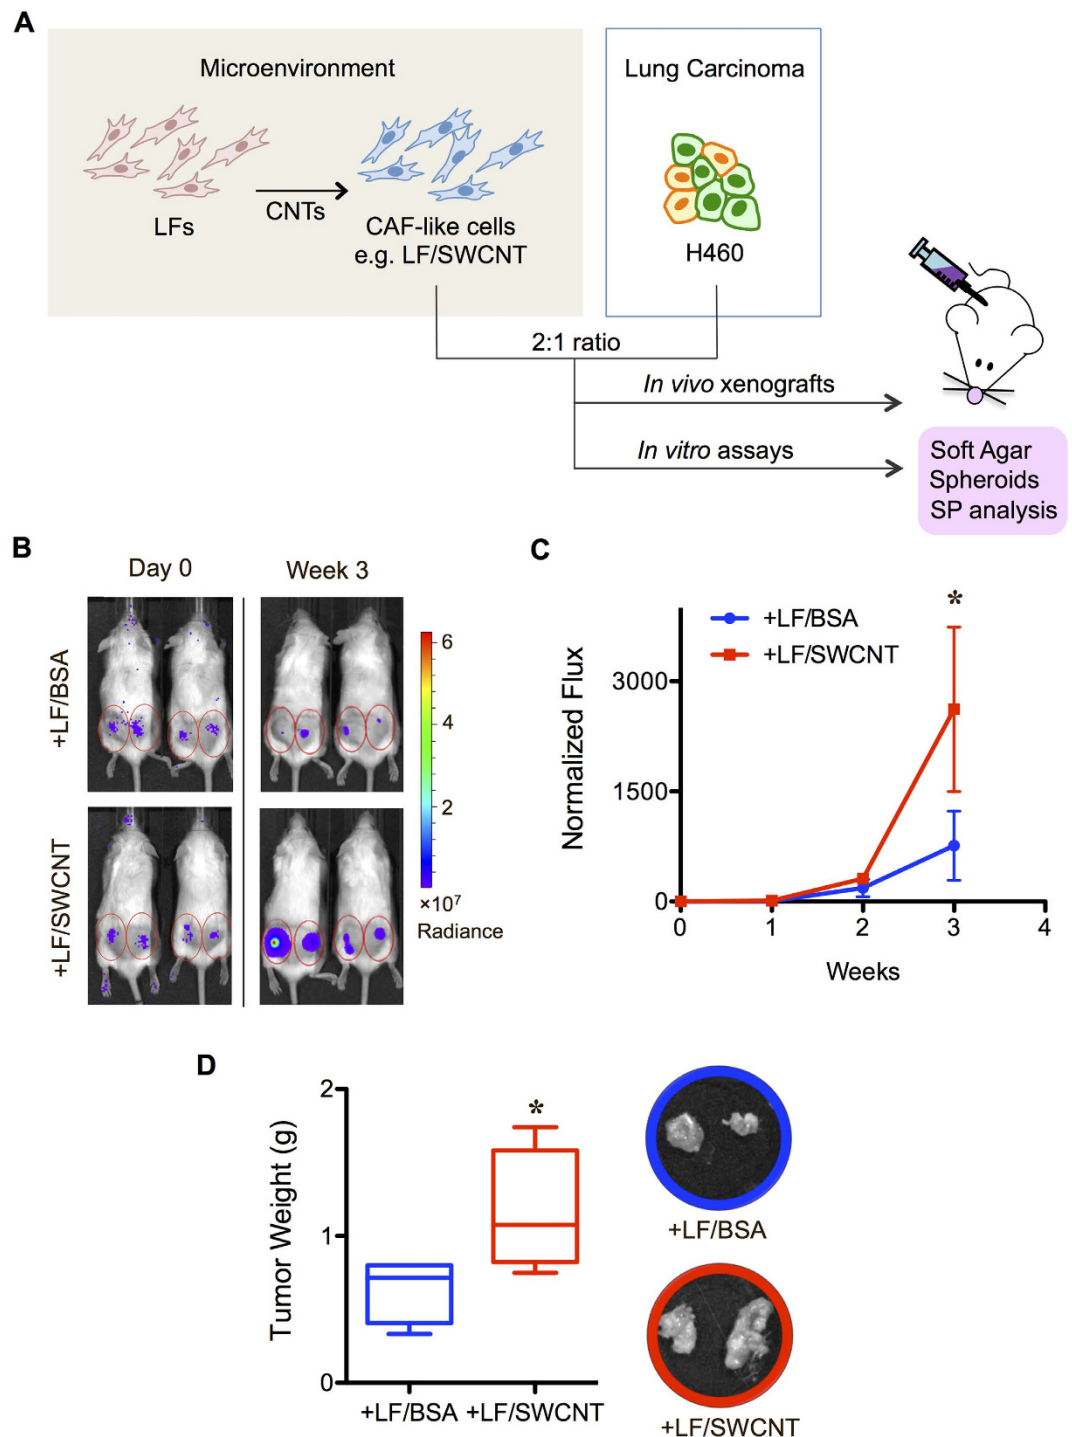 A
Microenvironment
Lung Carcinoma
LFs
CNTs
CAF-like cells
e.g. LF/SWCNT
H460
2:1 ratio
In vivo xenografts
In vitro assays
Soft Agar
Spheroids
SP analysis
B
Day 0
Week 3
+LF/BSA
+LF/SWCNT
6
4
2
×10⁷
Radiance
C
+LF/BSA
+LF/SWCNT
*
Normalized Flux
3000
1500
0
0 1 2 3 4
Weeks
D
Tumor Weight (g)
2
1
0
*
+LF/BSA +LF/SWCNT
+LF/BSA
+LF/SWCNT